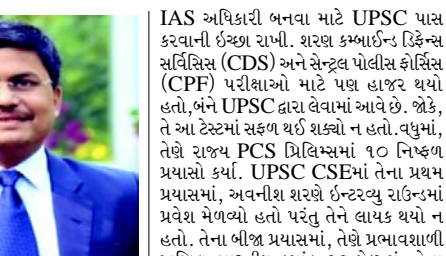 IAS અધિકારી બનવા માટે UPSC પાસ
કરવાની ઇચ્છા રાખી. શરણ કમ્બાઈન્ડ ડિફેન્સ
સર્વિસિસ (CDS) અને સેન્ટ્રલ પોલીસ ફોર્સિસ
(CPF) પરીક્ષાઓ માટે પણ હાજર થયો
હતો,બંને UPSC દ્વારા લેવામાં આવે છે. જોકે,
તે આ ટેસ્ટમાં સફળ થઈ શક્યો ન હતો.વધુમાં,
તેણે રાજ્ય PCS પ્રિલિમ્સમાં ૧૦ નિષ્ફળ
પ્રયાસો કર્યા. UPSC CSEમાં તેના પ્રથમ
પ્રયાસમાં, અવનીશ શરણે ઇન્ટરવ્યુ રાઉન્ડમાં
પ્રવેશ મેળવ્યો હતો પરંતુ તેને લાયક થયો ન
હતો. તેના બીજા પ્રયાસમાં, તેણે પ્રભાવશાળી